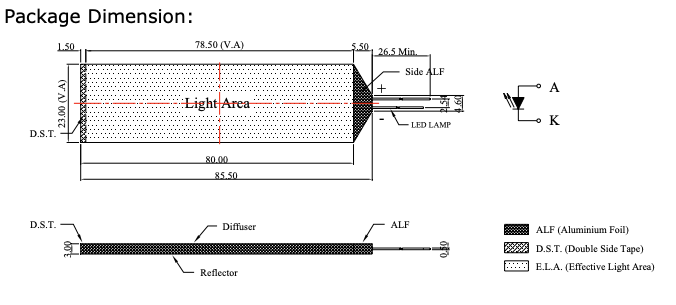 Package Dimension:
1.50
78.50 (V.A)
5.50
26.5 Min.
Side ALF
23.00 (V.A)
Light Area
+
-
2.54
4.60
LED LAMP
D.S.T.
80.00
85.50
A
K
D.S.T.
Diffuser
ALF
3.00
0.50
Reflector
ALF (Aluminium Foil)
D.S.T. (Double Side Tape)
E.L.A. (Effective Light Area)